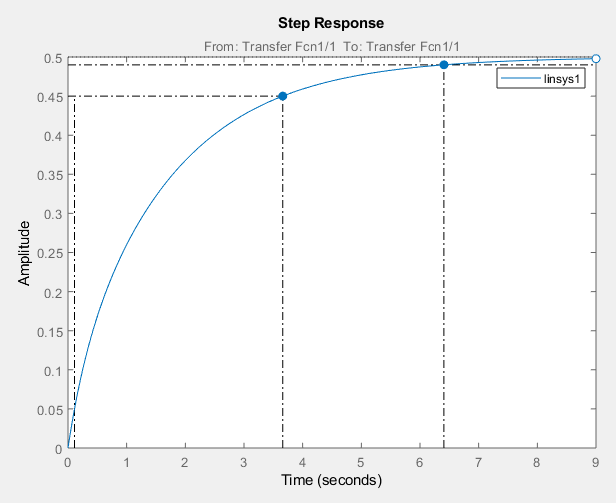 Step Response
From: Transfer Fcn1/1 To: Transfer Fcn1/1
0.5
linsys1
0.45
0.4
0.35
0.3
0.25
0.2
0.15
0.1
0.05
0
Amplitude
0 1 2 3 4 5 6 7 8 9
Time (seconds)